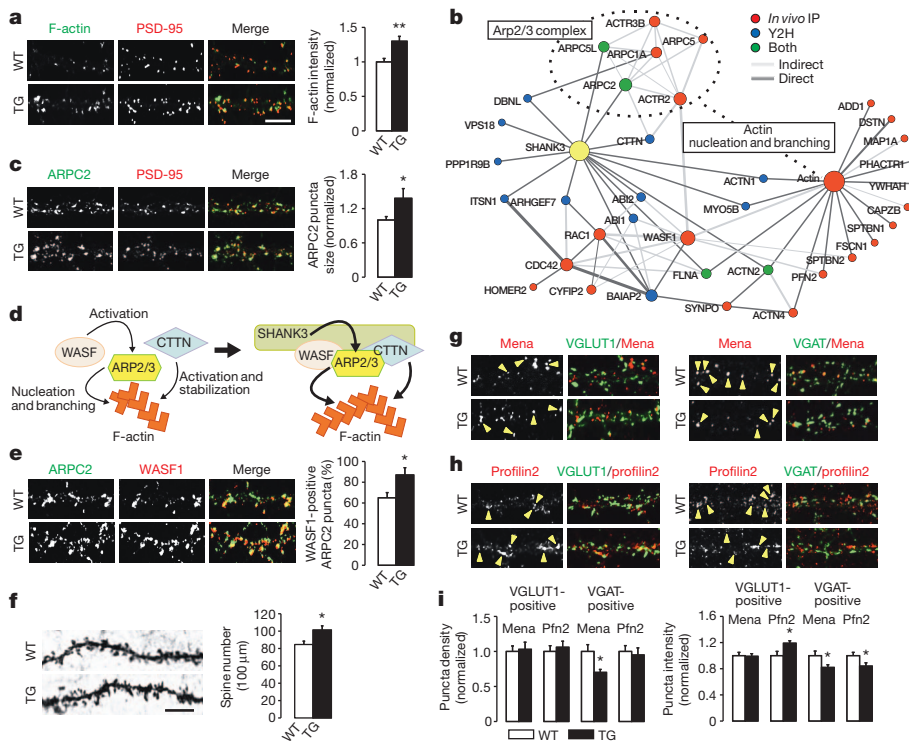 a
F-actin
PSD-95
Merge
WT
TG
F-actin intensity
(normalized)
1.5
1
0.5
0
**
WT
TG
b
Arp2/3 complex
ACTR3B
ARPC5L
ARPC1A
ARPC5
ARPC2
ACTR2
In vivo IP
Y2H
Both
Indirect
Direct
DBNL
VPS18
SHANK3
CTTN
PPP1R9B
Actin
nucleation and branching
ADD1
DSTN
MAP1A
PHACTR1
Actin
YWHAH
CAPZB
SPTBN1
FSCN1
SPTBN2
PFN2
ACTN1
MYO5B
ITSN1
ARHGEF7
ABI2
ABI1
RAC1
WASF1
CDC42
FLNA
ACTN2
HOMER2
CYFIP2
BAIAP2
SYNPO
ACTN4
c
ARPC2
PSD-95
Merge
WT
TG
ARPC2 puncta
size (normalized)
2.0
1.4
0.8
*
WT
TG
d
Activation
WASF
CTTN
ARP2/3
Nucleation
and branching
Activation and
stabilization
F-actin
SHANK3
WASF
ARP2/3
CTTN
F-actin
e
ARPC2
WASF1
Merge
WT
TG
WASF1-positive
ARPC2 puncta (%)
100
80
60
40
20
0
*
WT
TG
f
WT
TG
Spine number
(100 μm)
120
100
80
60
40
20
0
*
WT
TG
g
Mena
VGLUT1/Mena
Mena
VGAT/Mena
WT
TG
WT
TG
h
Profilin2
VGLUT1/profilin2
Profilin2
VGAT/profilin2
WT
TG
WT
TG
i
VGLUT1-
positive
VGAT-
positive
Mena
Pfn2
Mena
Pfn2
Puncta density
(normalized)
1.5
1.0
0.5
0
*
WT
TG
VGLUT1-
positive
VGAT-
positive
Mena
Pfn2
Mena
Pfn2
Puncta intensity
(normalized)
1.6
1.2
0.8
0.4
0
*
*
*